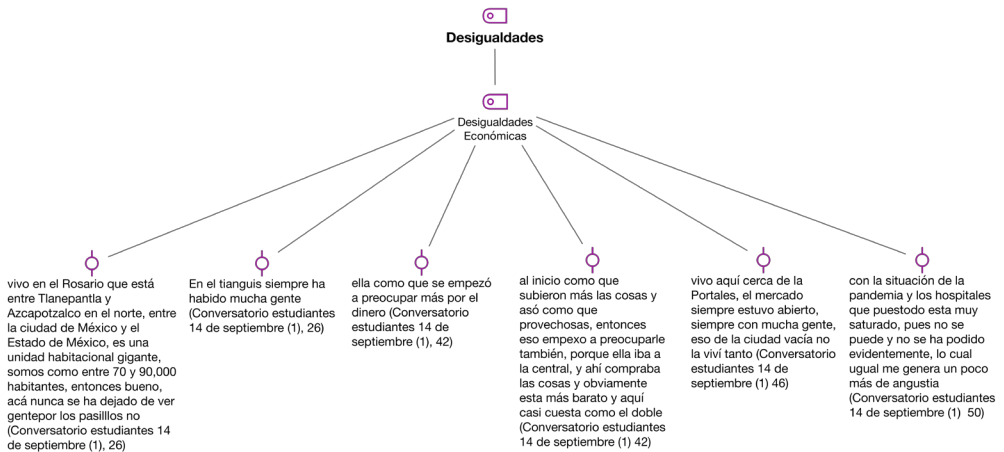 Desigualdades
Desigualdades
Económicas
vivo en el Rosario que está
entre Tlanepantla y
Azcapotzalco en el norte, entre
la ciudad de México y el
Estado de México, es una
unidad habitacional gigante,
somos como entre 70 y 90,000
habitantes, entonces bueno,
acá nunca se ha dejado de ver
gentepor los pasilllos no
(Conversatorio estudiantes 14
de septiembre (1), 26)
En el tianguis siempre ha
habido mucha gente
(Conversatorio estudiantes
14 de septiembre (1), 26)
ella como que se empezó
a preocupar más por el
dinero (Conversatorio
estudiantes 14 de
septiembre (1), 42)
al inicio como que
subieron más las cosas y
asó como que
provechosas, entonces
eso empexo a preocuparle
también, porque ella iba a
la central, y ahí compraba
las cosas y obviamente
esta más barato y aquí
casi cuesta como el doble
(Conversatorio estudiantes
14 de septiembre (1) 42)
vivo aquí cerca de la
Portales, el mercado
siempre estuvo abierto,
siempre con mucha gente,
eso de la ciudad vacía no
la viví tanto (Conversatorio
estudiantes 14 de
septiembre (1) 46)
con la situación de la
pandemia y los hospitales
que puestodo esta muy
saturado, pues no se
puede y no se ha podido
evidentemente, lo cual
ugual me genera un poco
más de angustia
(Conversatorio estudiantes
14 de septiembre (1) 50)